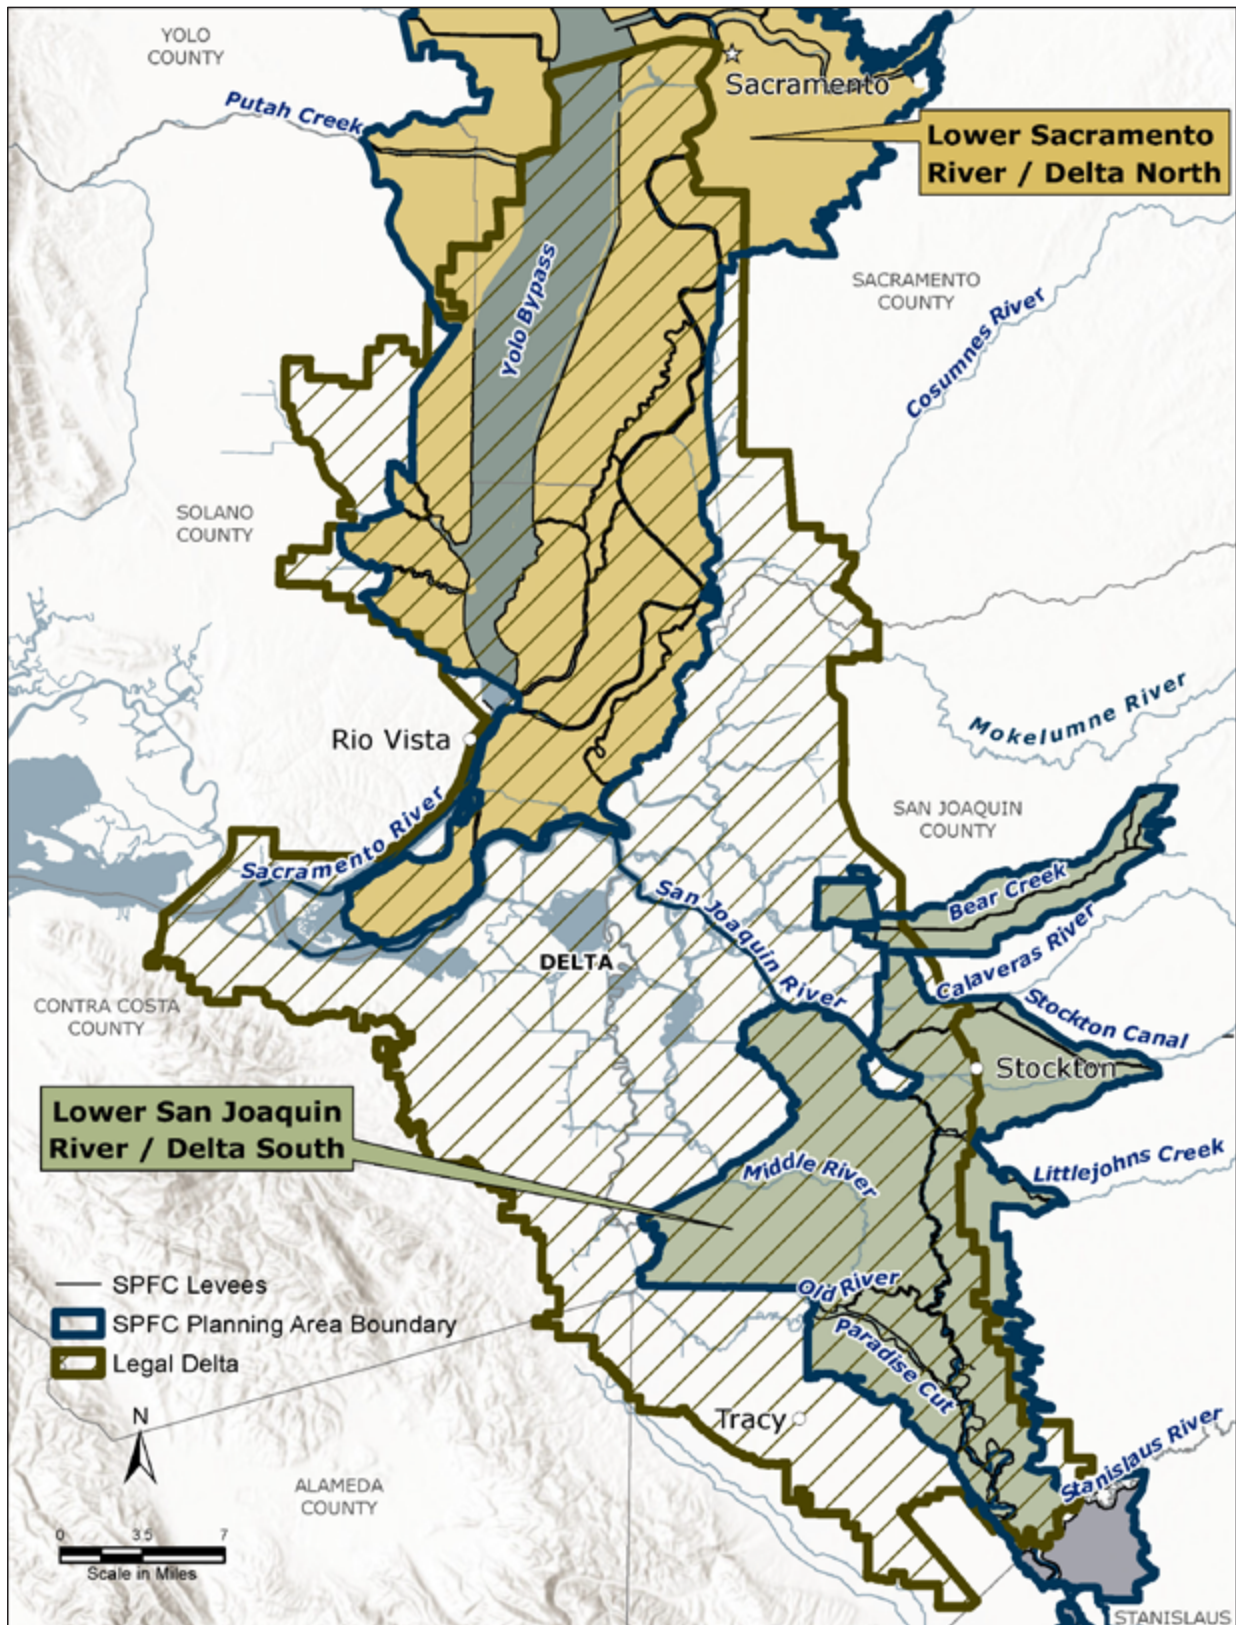 YOLO
COUNTY
Sacramento
Putah Creek
Lower Sacramento
River / Delta North
Yolo Bypass
SACRAMENTO
COUNTY
Cosumnes River
SOLANO
COUNTY
Mokelumne River
Rio Vista
SAN JOAQUIN
COUNTY
Sacramento River
Bear Creek
San Joaquin River
DELTA
Calaveras River
CONTRA COSTA
COUNTY
Stockton Canal
Stockton
Lower San Joaquin
River / Delta South
Middle River
Littlejohns Creek
Old River
SPFC Levees
SPFC Planning Area Boundary
Legal Delta
Paradise Cut
Tracy
N
Stanislaus River
ALAMEDA
COUNTY
0 3.5 7
Scale in Miles
STANISLAUS